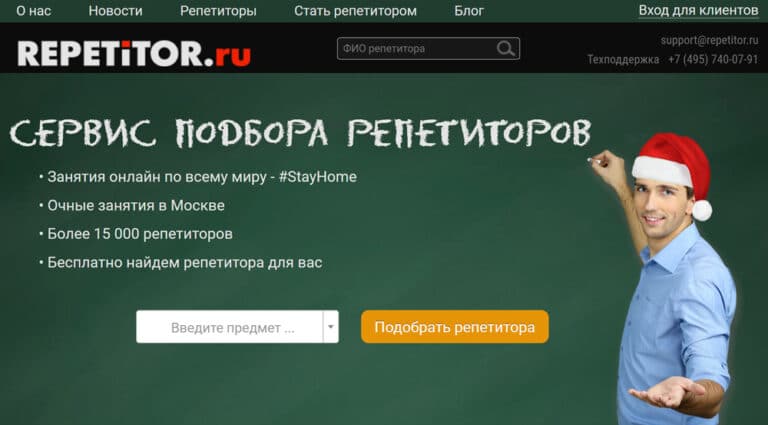 О нас Новости Репетиторы Стать репетитором Блог Вход для клиентов
REPETiTOR.ru
ФИО репетитора
support@repetitor.ru
Техподдержка +7 (495) 740-07-91
СЕРВИС ПОДБОРА РЕПЕТИТОРОВ
• Занятия онлайн по всему миру - #StayHome
• Очные занятия в Москве
• Более 15 000 репетиторов
• Бесплатно найдем репетитора для вас
Введите предмет ... Подобрать репетитора